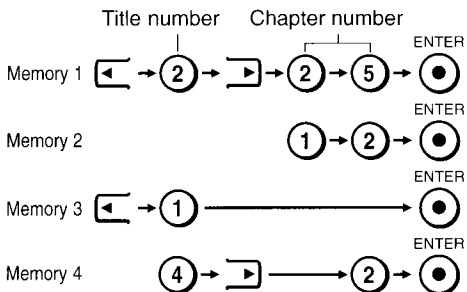 Title number Chapter number
ENTER
Memory 1 2 2 5
ENTER
Memory 2 1 2
ENTER
Memory 3 1
ENTER
Memory 4 4 2